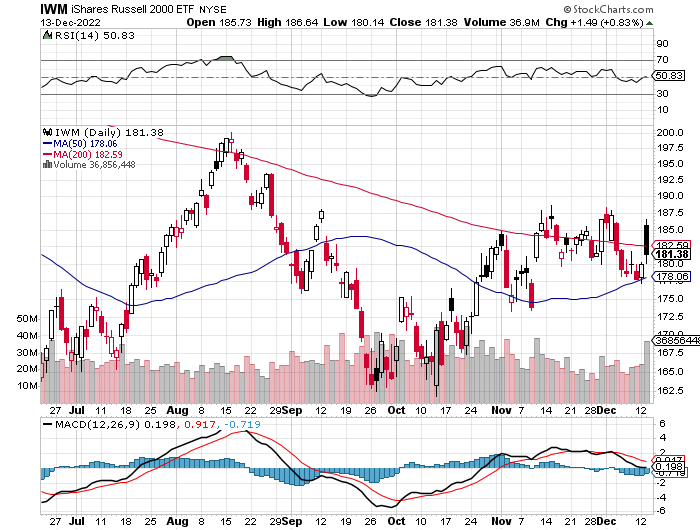 IWM iShares Russell 2000 ETF NYSE © StockCharts.com
13-Dec-2022 Open 185.73 High 186.64 Low 180.14 Close 181.38 Volume 36.9M Chg +1.49 (+0.83%)
RSI(14) 50.83
90
70
50.83
30
10
IWM (Daily) 181.38
MA(50) 178.06
MA(200) 182.59
Volume 36,856,448
200.0
197.5
195.0
192.5
190.0
187.5
185.0
182.59
181.38
180.0
178.06
175.0
172.5
170.0
36856448
167.5
165.0
162.5
50M
40M
30M
20M
10M
27 Jul 11 18 25 Aug 8 15 22 Sep 12 19 26 Oct 10 17 24 Nov 7 14 21 28 Dec 12
MACD(12,26,9) 0.198, 0.917, -0.719
6
4
2
0.917
0.198
-0.719
-2
-4
-6
27 Jul 11 18 25 Aug 8 15 22 Sep 12 19 26 Oct 10 17 24 Nov 7 14 21 28 Dec 12